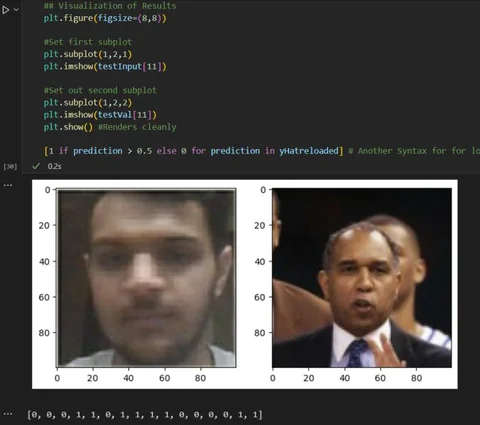 ## Visualization of Results
plt.figure(figsize=(8,8))
#Set first subplot
plt.subplot(1,2,1)
plt.imshow(testInput[11])
#Set out second subplot
plt.subplot(1,2,2)
plt.imshow(testVal[11])
plt.show() #Renders cleanly
[1 if prediction > 0.5 else 0 for prediction in yHatreloaded] # Another Syntax for for lo
[30]
0.2s
0
20
40
60
80
0 20 40 60 80
0
20
40
60
80
0 20 40 60 80
[0, 0, 0, 1, 1, 0, 1, 1, 1, 1, 0, 0, 0, 0, 1, 1]